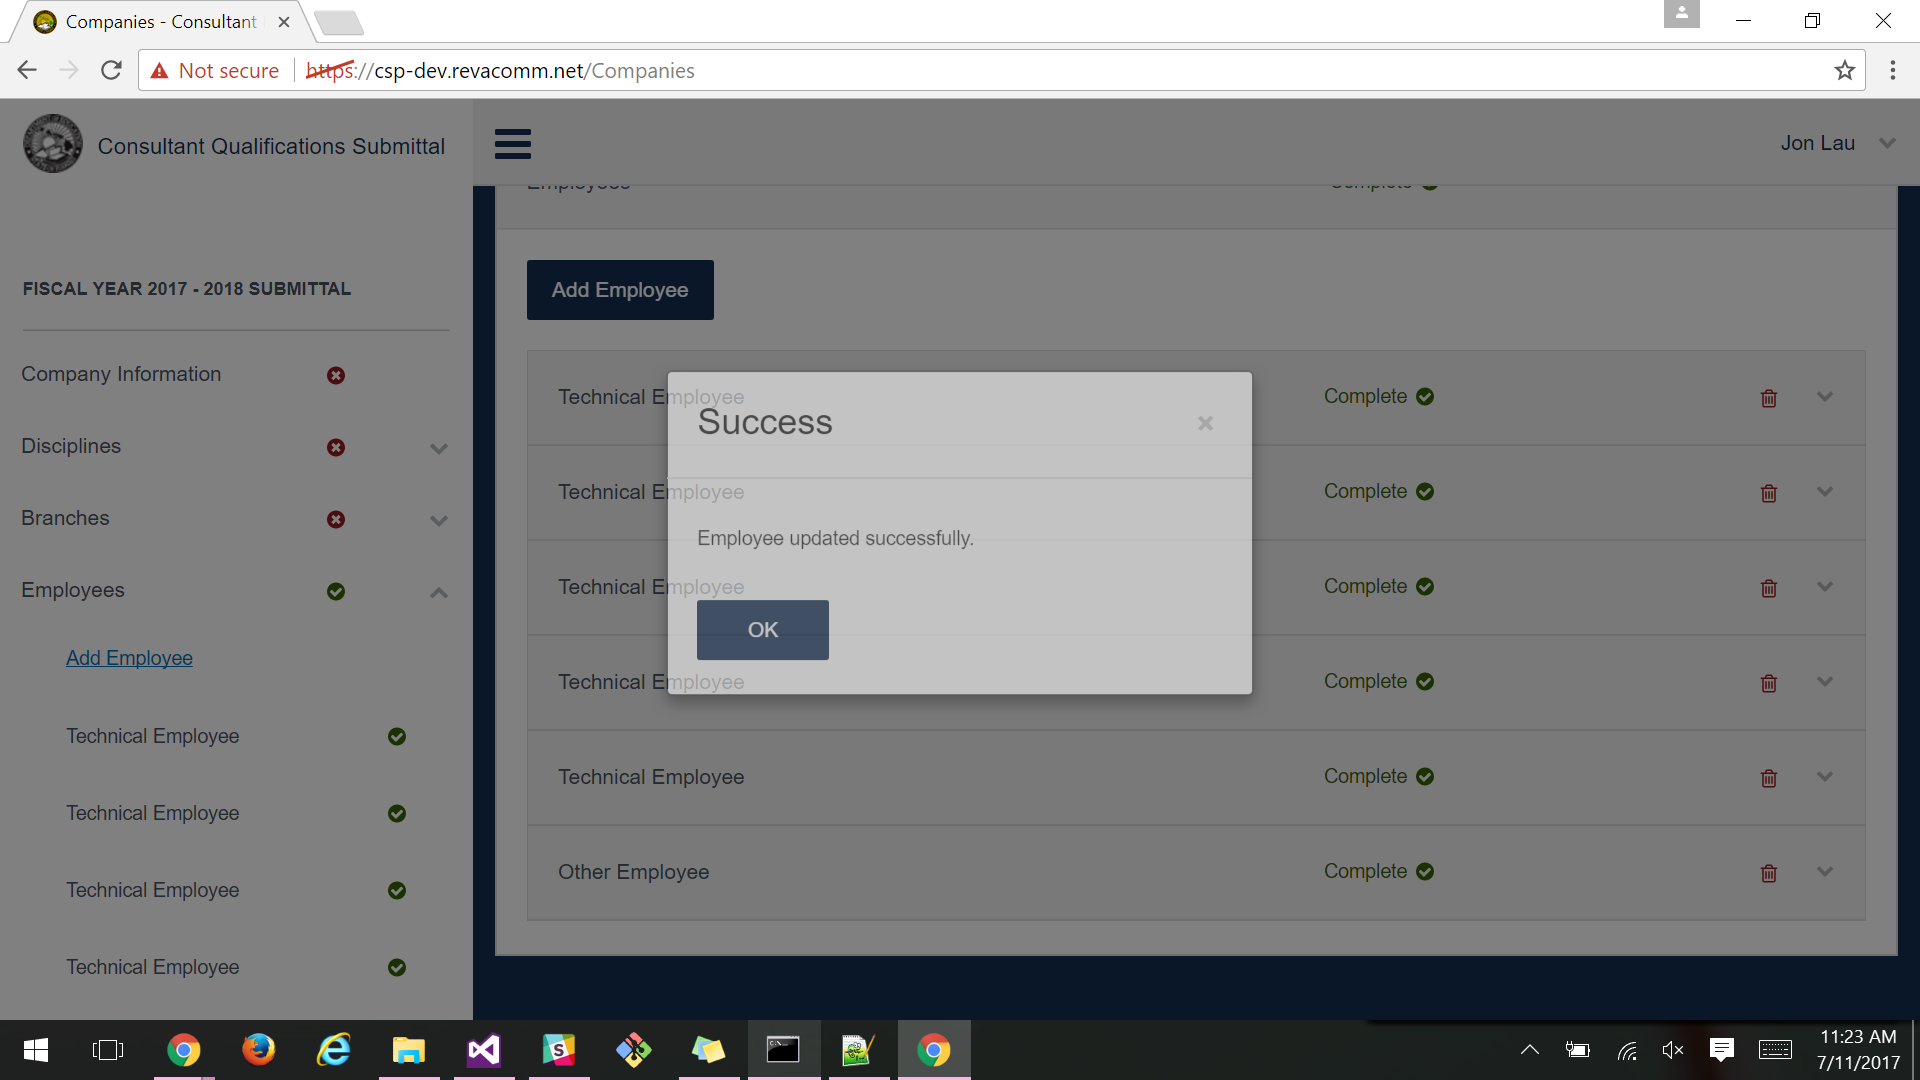 Companies - Consultant
Not secure
https://csp-dev.revacomm.net/Companies
Consultant Qualifications Submittal
Jon Lau
Employees
Complete
FISCAL YEAR 2017 - 2018 SUBMITTAL
Company Information
Disciplines
Branches
Employees
Add Employee
Technical Employee
Technical Employee
Technical Employee
Technical Employee
Add Employee
Technical Employee
Complete
Technical Employee
Complete
Technical Employee
Complete
Technical Employee
Complete
Technical Employee
Complete
Other Employee
Complete
Success
×
Employee updated successfully.
OK
11:23 AM
7/11/2017